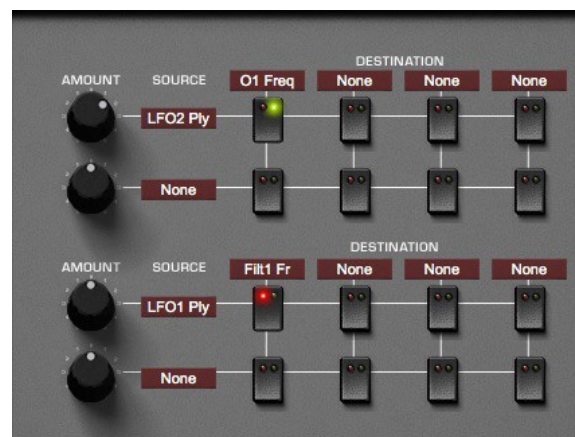 DESTINATION
AMOUNT SOURCE O1 Freq None None None
LFO2 Ply
None
DESTINATION
AMOUNT SOURCE Filt1 Fr None None None
LFO1 Ply
None